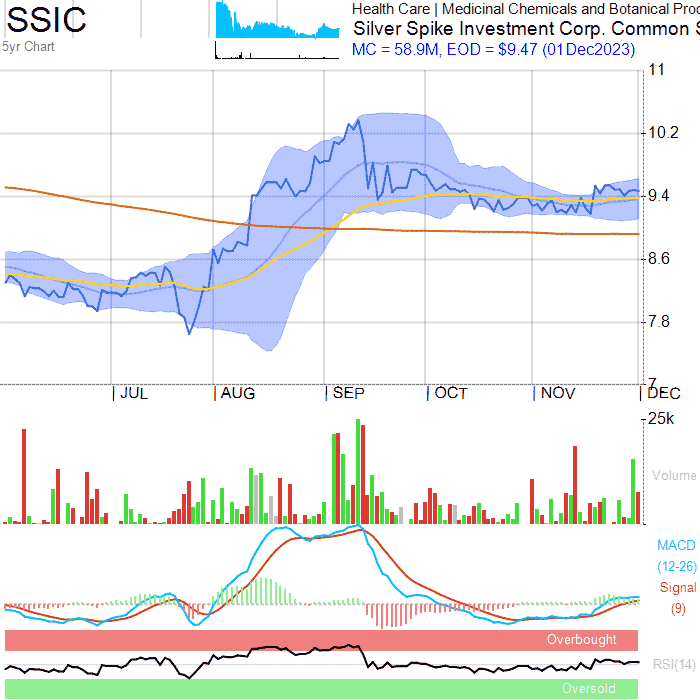 SSIC
5yr Chart
Health Care | Medicinal Chemicals and Botanical Proc
Silver Spike Investment Corp. Common S
MC = 58.9M, EOD = $9.47 (01Dec2023)
11
10.2
9.4
8.6
7.8
7
JUL AUG SEP OCT NOV DEC
25k
Volume
MACD
(12-26)
Signal
(9)
Overbought
RSI(14)
Oversold